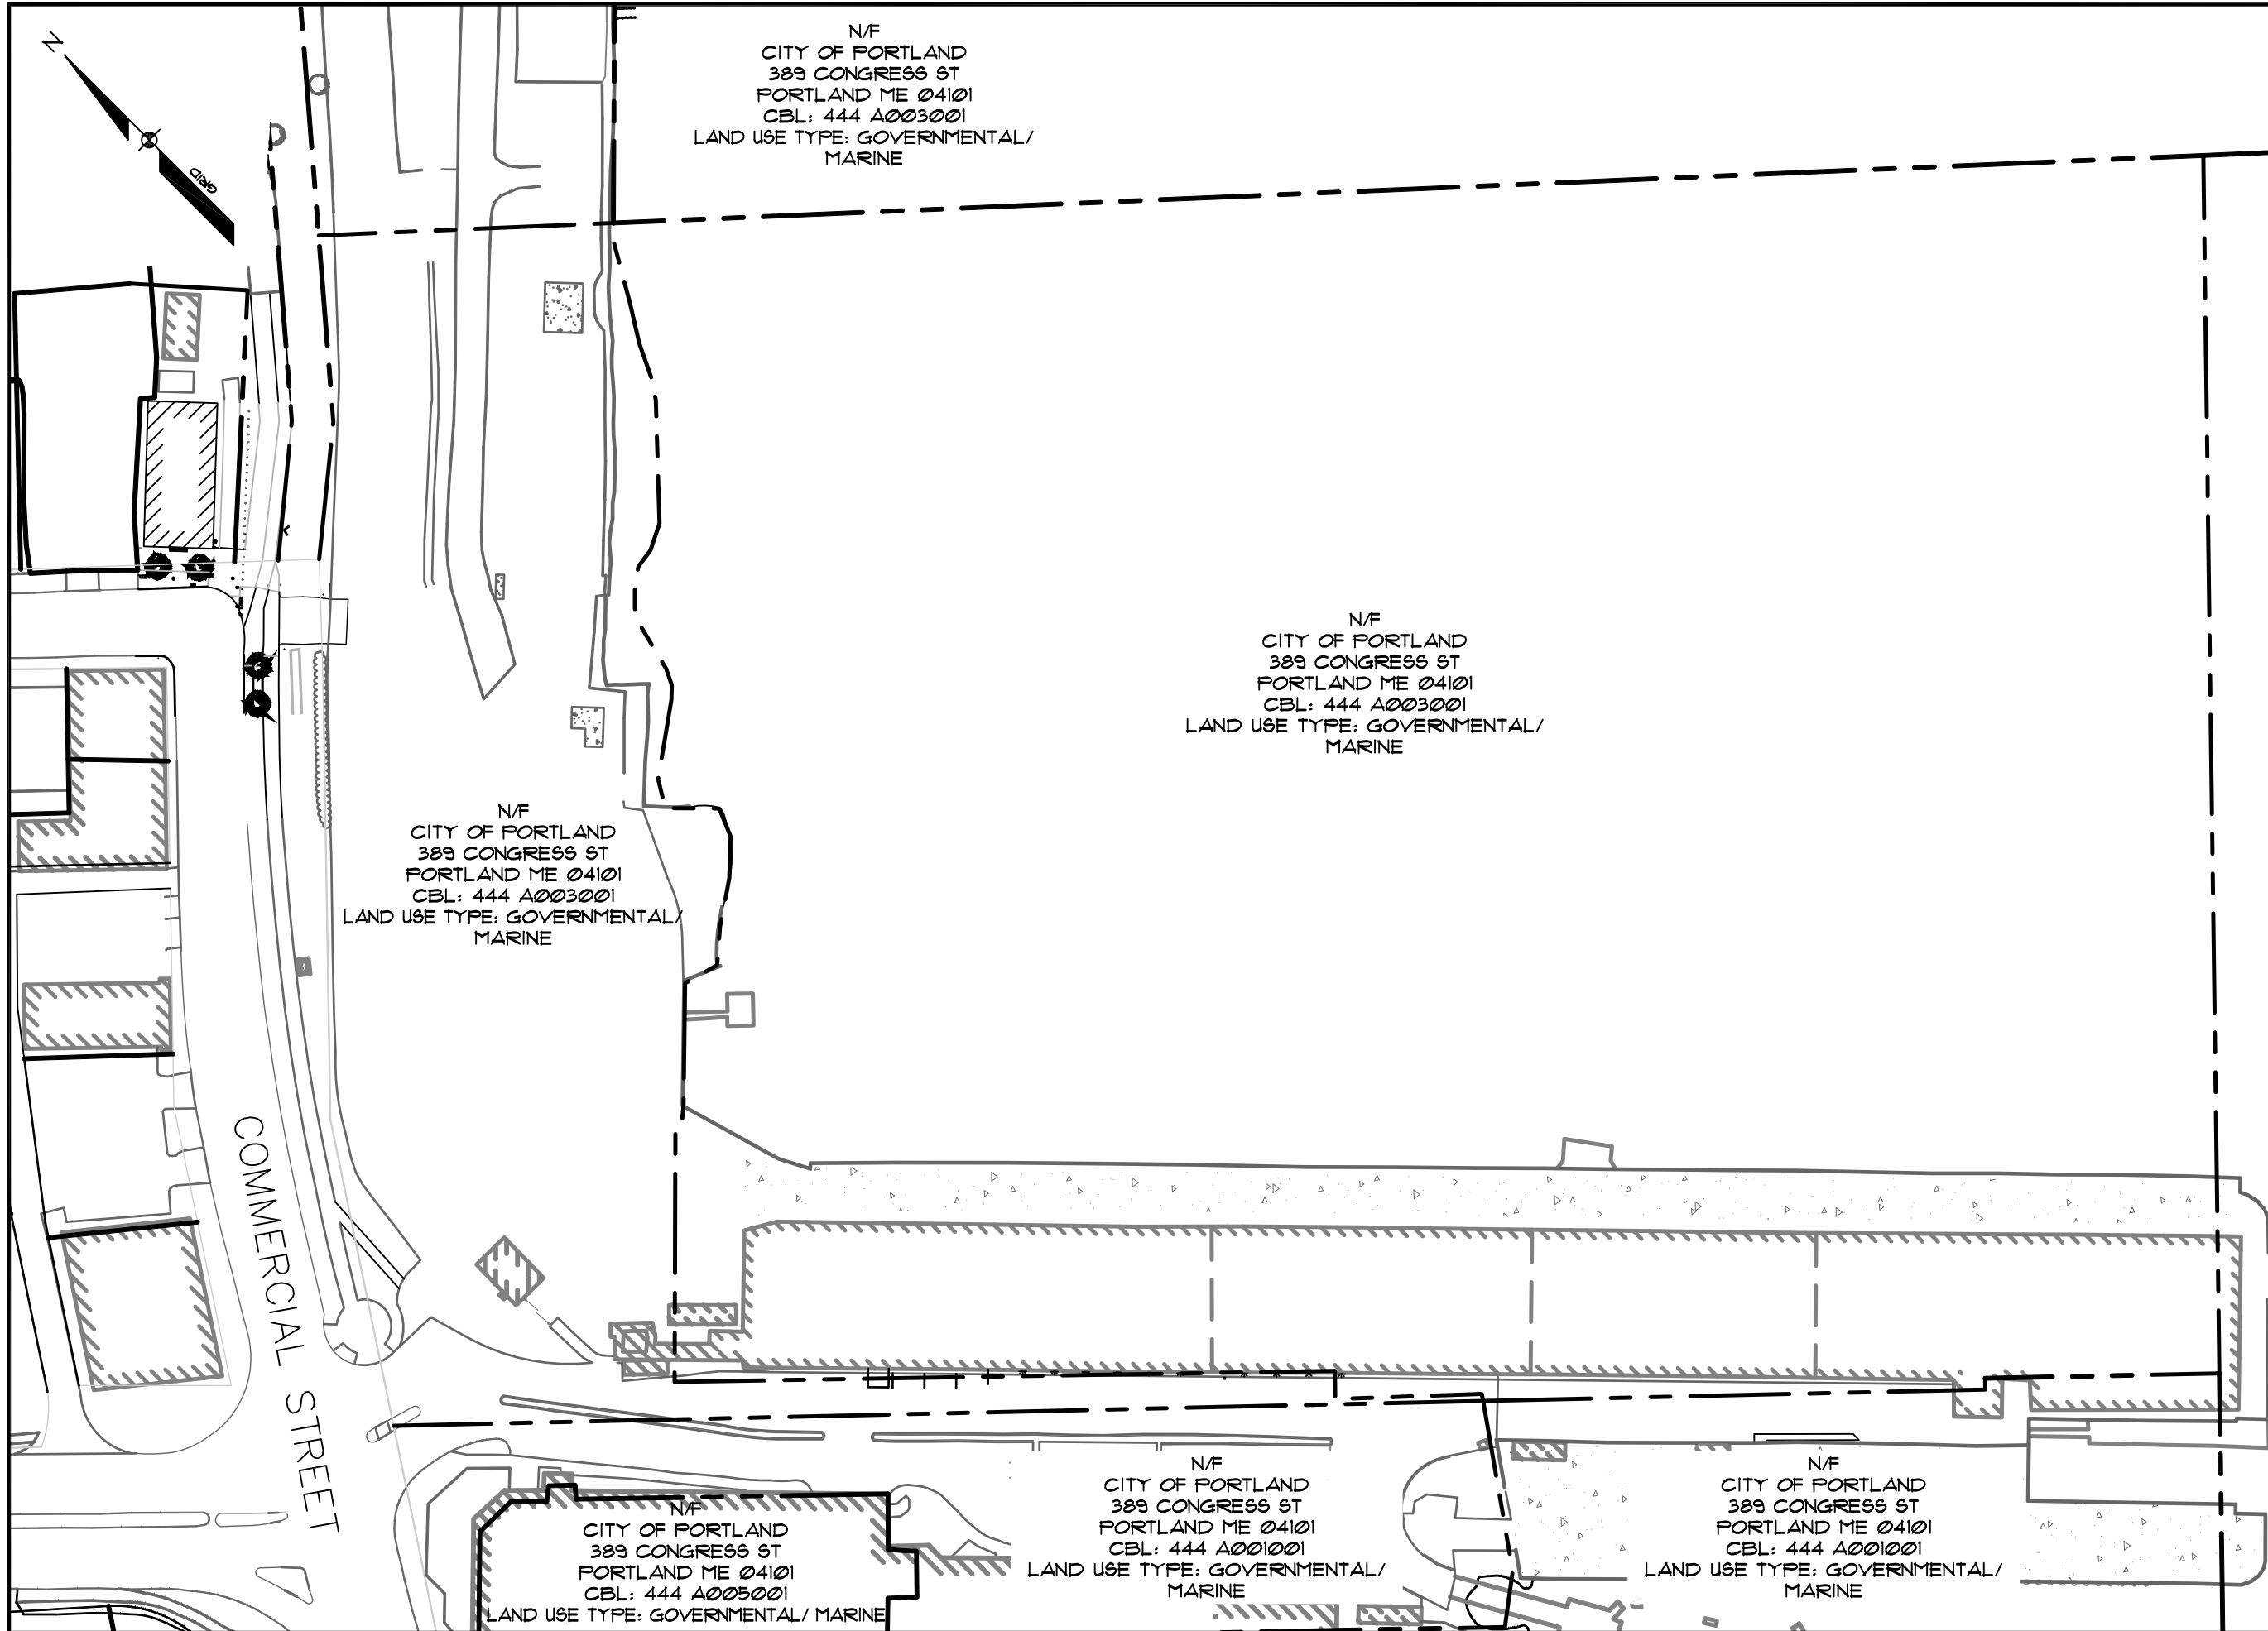 N
GRID
N/F
CITY OF PORTLAND
389 CONGRESS ST
PORTLAND ME 04101
CBL: 444 A003001
LAND USE TYPE: GOVERNMENTAL/
MARINE
N/F
CITY OF PORTLAND
389 CONGRESS ST
PORTLAND ME 04101
CBL: 444 A003001
LAND USE TYPE: GOVERNMENTAL/
MARINE
N/F
CITY OF PORTLAND
389 CONGRESS ST
PORTLAND ME 04101
CBL: 444 A003001
LAND USE TYPE: GOVERNMENTAL/
MARINE
COMMERCIAL STREET
N/F
CITY OF PORTLAND
389 CONGRESS ST
PORTLAND ME 04101
CBL: 444 A005001
LAND USE TYPE: GOVERNMENTAL/ MARINE
N/F
CITY OF PORTLAND
389 CONGRESS ST
PORTLAND ME 04101
CBL: 444 A001001
LAND USE TYPE: GOVERNMENTAL/
MARINE
N/F
CITY OF PORTLAND
389 CONGRESS ST
PORTLAND ME 04101
CBL: 444 A001001
LAND USE TYPE: GOVERNMENTAL/
MARINE